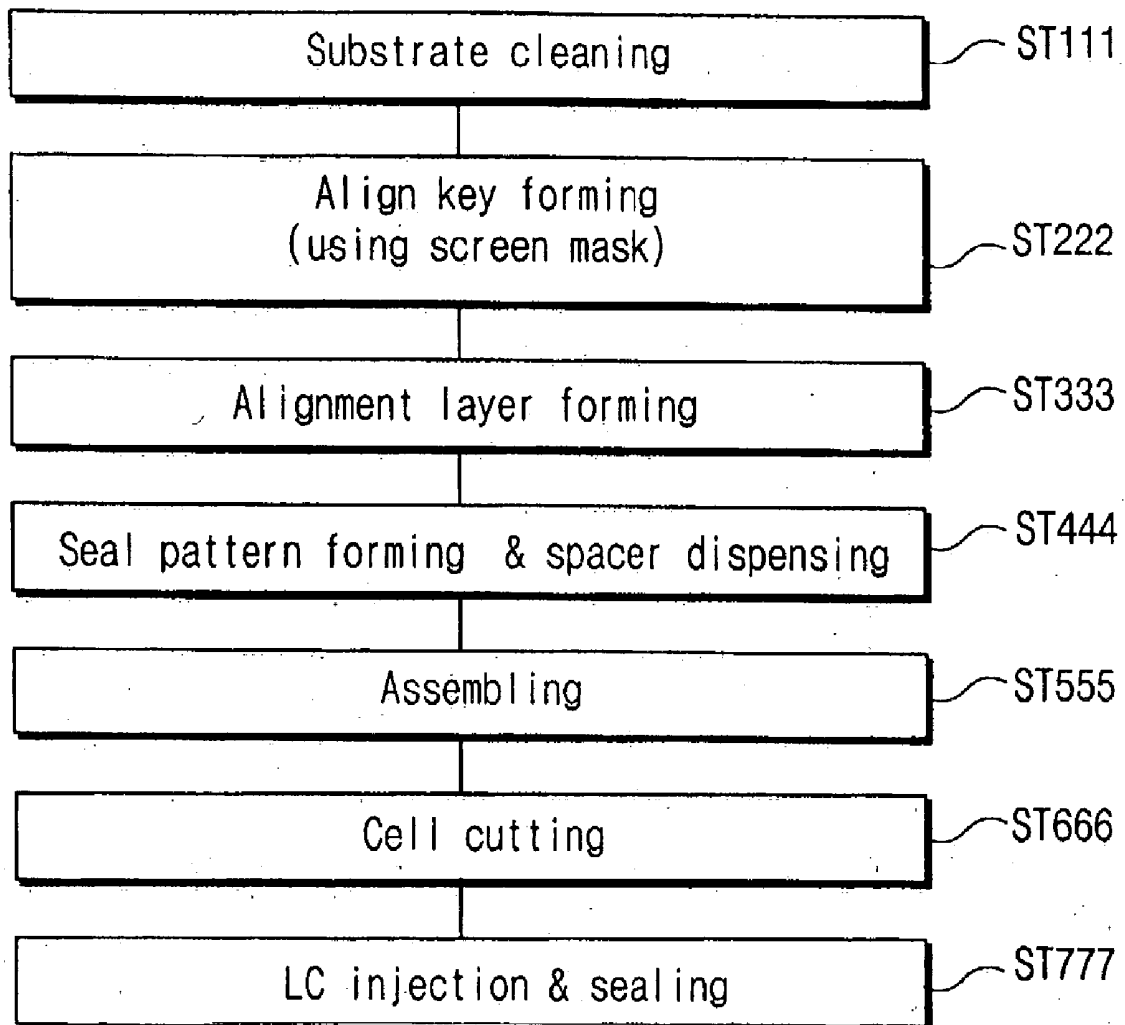 Substrate cleaning
ST111
Align key forming
(using screen mask)
ST222
Alignment layer forming
ST333
Seal pattern forming & spacer dispensing
ST444
Assembling
ST555
Cell cutting
ST666
LC injection & sealing
ST777